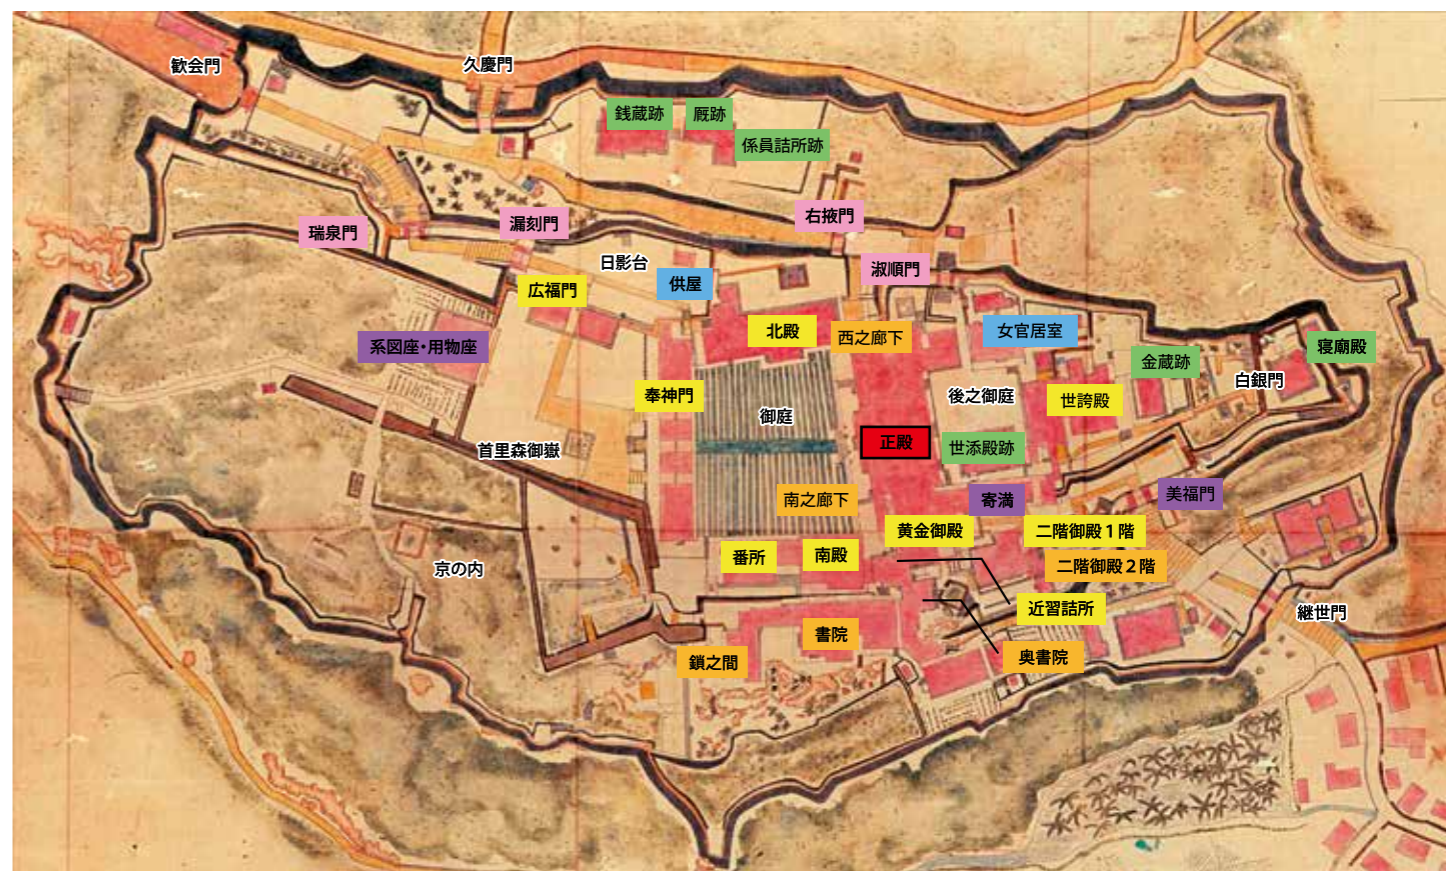 歓会門
久慶門
銭蔵跡
厩跡
係員詰所跡
瑞泉門
漏刻門
右掖門
日影台
淑順門
供屋
広福門
系図座・用物座
北殿
西之廊下
女官居室
金蔵跡
寝廟殿
白銀門
奉神門
御庭
後之御庭
世誇殿
首里森御嶽
正殿
世添殿跡
南之廊下
寄満
美福門
黄金御殿
二階御殿1階
番所
南殿
二階御殿2階
京の内
近習詰所
継世門
書院
鎖之間
奥書院